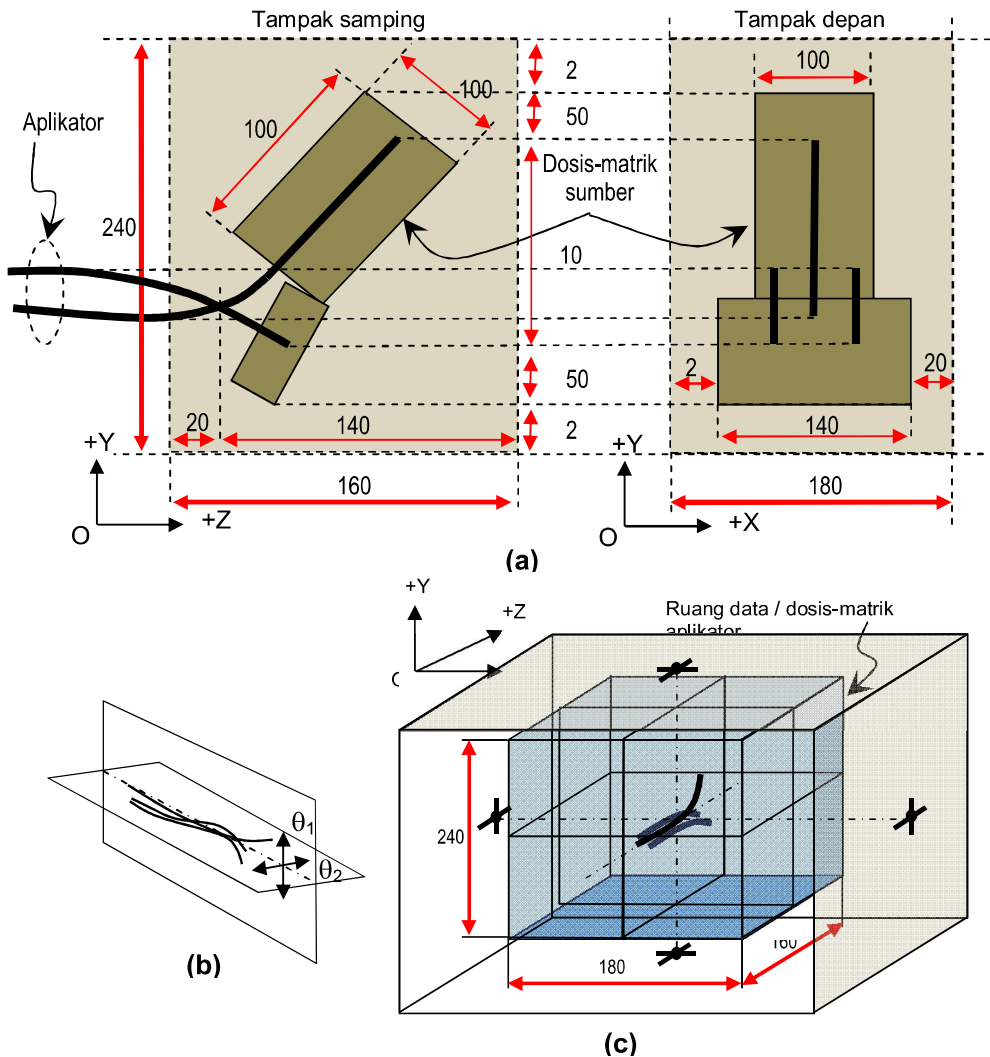 Tampak samping
Tampak depan
2
100
100
100
50
Aplikator
Dosis-matrik
sumber
240
10
2
20
50
20
140
2
140
+Y
+Y
160
180
O
+Z
O
+X
(a)
+Y
+Z
Ruang data / dosis-matrik
aplikator
θ1
θ2
240
160
180
(b)
(c)